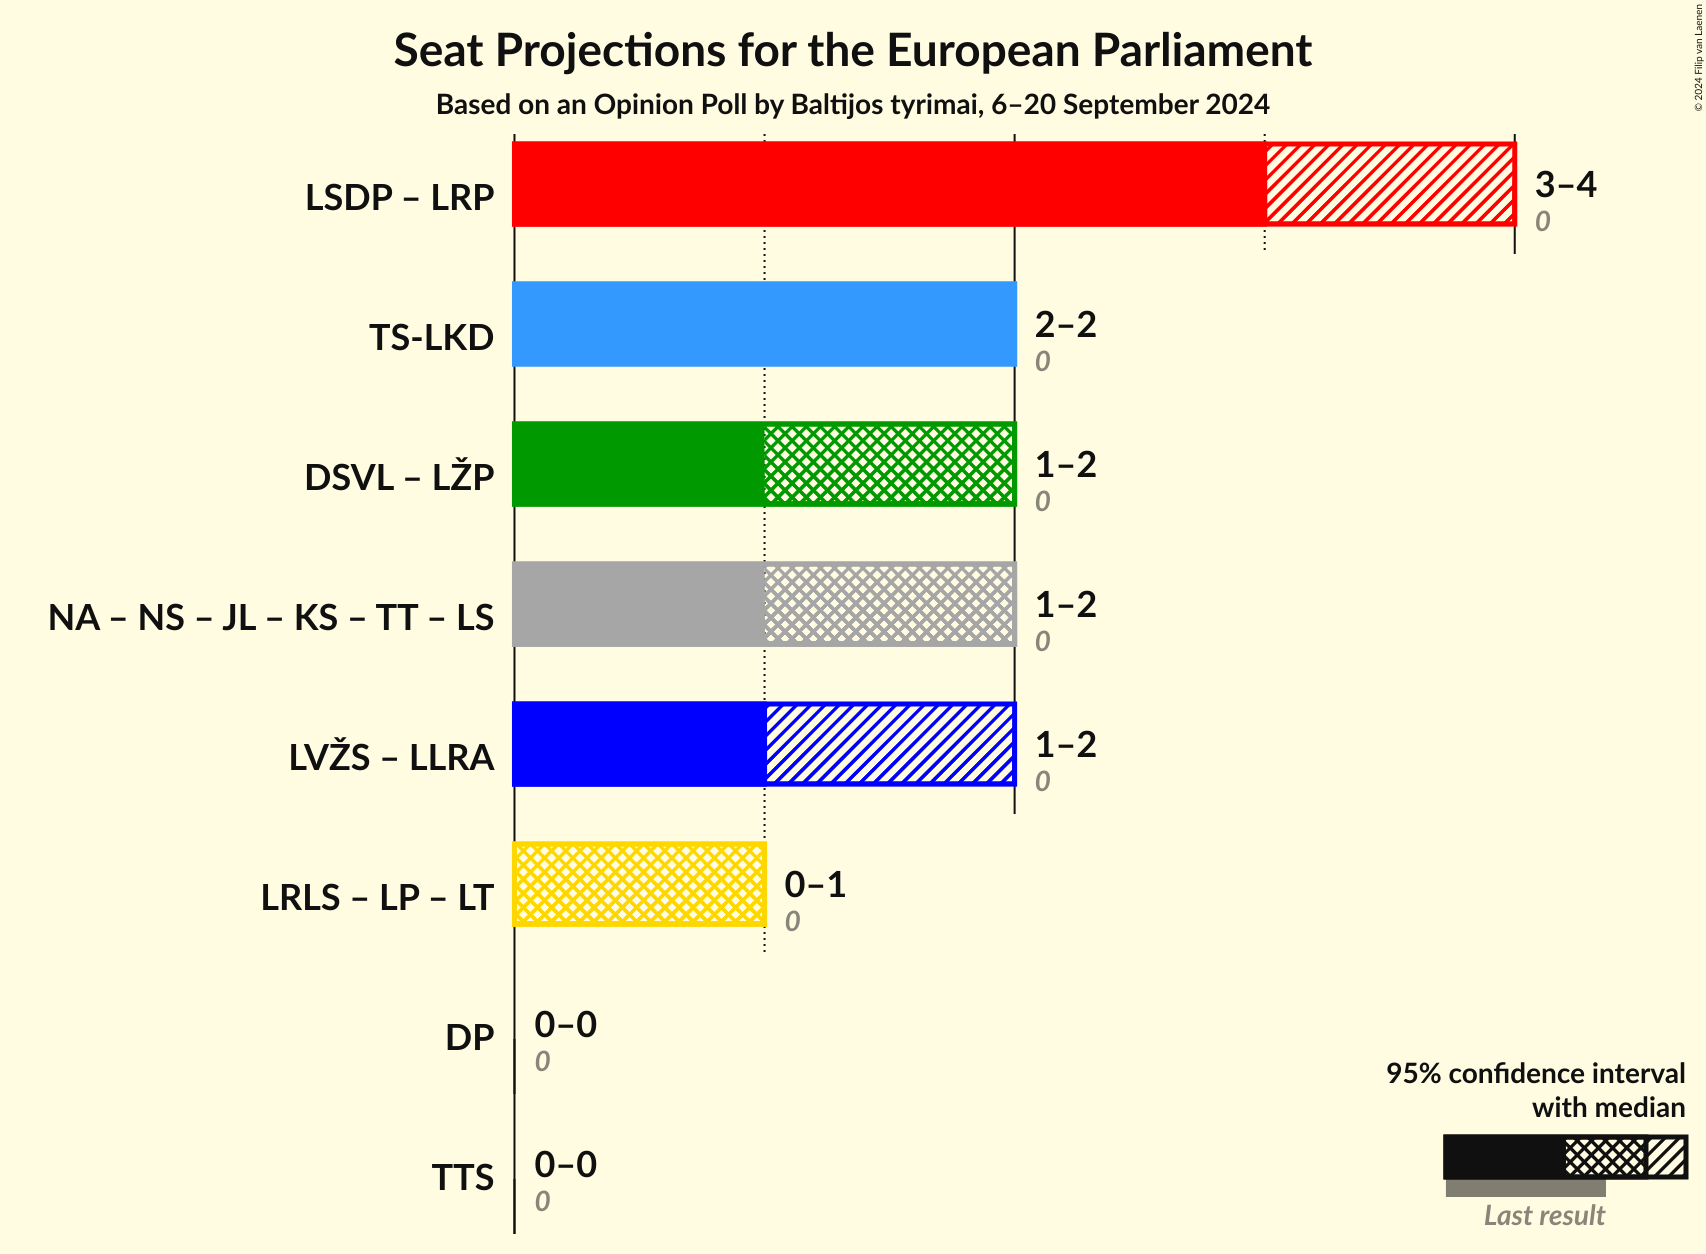 Seat Projections for the European Parliament
Based on an Opinion Poll by Baltijos tyrimai, 6–20 September 2024
© 2024 Filip van Laenen
LSDP – LRP
3–4
0
TS-LKD
2–2
0
DSVL – LŽP
1–2
0
NA – NS – JL – KS – TT – LS
1–2
0
LVŽS – LLRA
1–2
0
LRLS – LP – LT
0–1
0
DP
0–0
0
TTS
0–0
0
95% confidence interval
with median
Last result